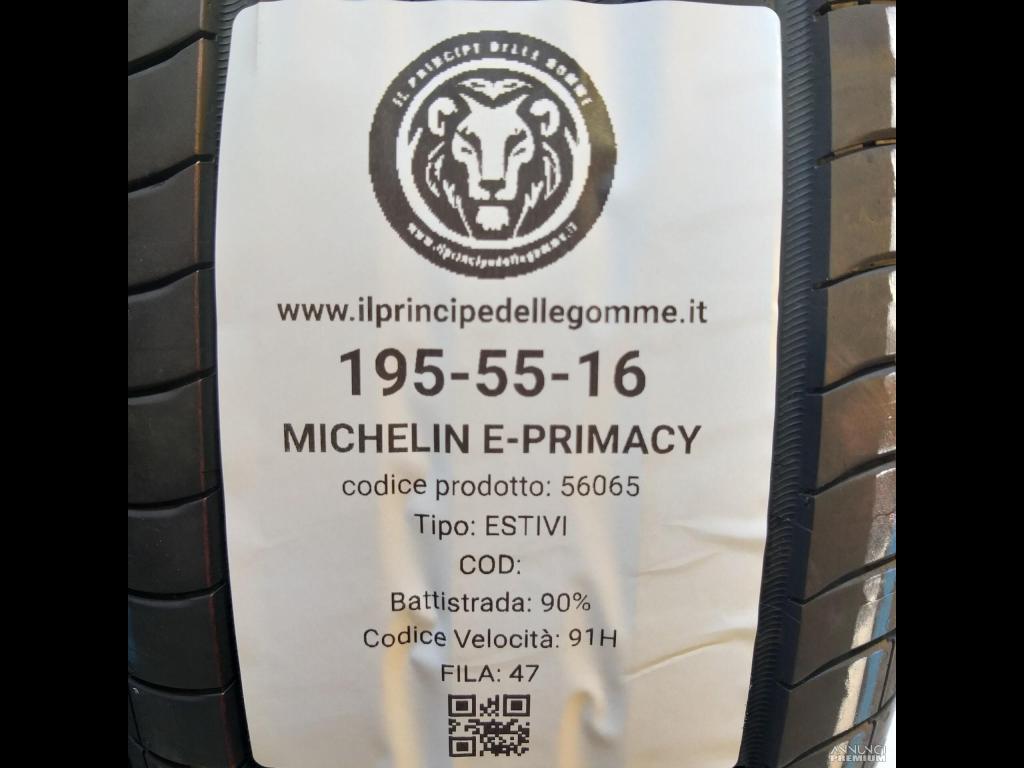 IL PRINCIPE DELLE GOMME
www.ilprincipedellegomme.it
www.ilprincipedellegomme.it
195-55-16
MICHELIN E-PRIMACY
codice prodotto: 56065
Tipo: ESTIVI
COD:
Battistrada: 90%
Codice Velocità: 91H
FILA: 47
ANNUNCI
PREMIUM